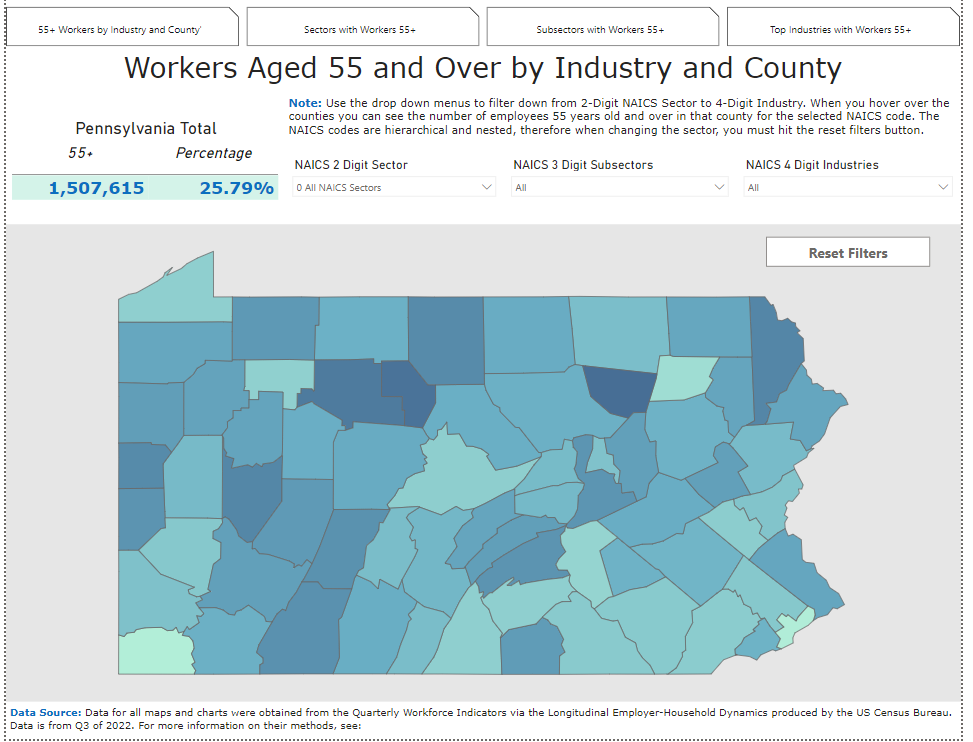 55+ Workers by Industry and County'
Sectors with Workers 55+
Subsectors with Workers 55+
Top Industries with Workers 55+
Workers Aged 55 and Over by Industry and County
Note: Use the drop down menus to filter down from 2-Digit NAICS Sector to 4-Digit Industry. When you hover over the
counties you can see the number of employees 55 years old and over in that county for the selected NAICS code. The
NAICS codes are hierarchical and nested, therefore when changing the sector, you must hit the reset filters button.
Pennsylvania Total
55+ Percentage
1,507,615 25.79%
NAICS 2 Digit Sector
0 All NAICS Sectors
NAICS 3 Digit Subsectors
All
NAICS 4 Digit Industries
All
Reset Filters
Data Source: Data for all maps and charts were obtained from the Quarterly Workforce Indicators via the Longitudinal Employer-Household Dynamics produced by the US Census Bureau.
Data is from Q3 of 2022. For more information on their methods, see: